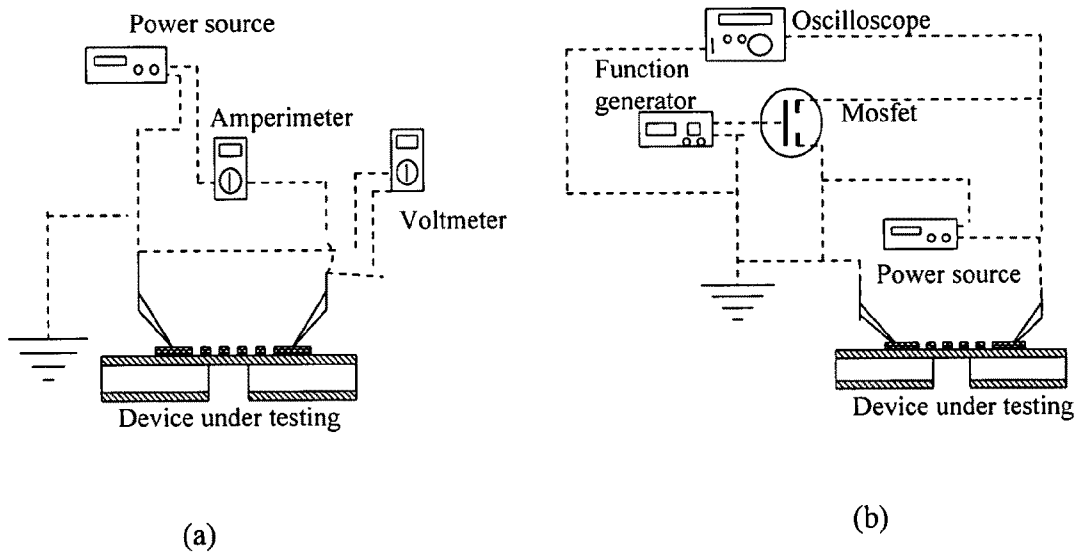 Power source
Amperimeter
Voltmeter
Device under testing
(a)
Oscilloscope
Function
generator
Mosfet
Power source
Device under testing
(b)